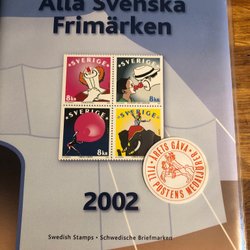 Alla Svenska
Frimärken
SVERIGE
SVERIGE
8kr
8kr
SVERIGE
SVERIGE
8kr
8kr
ÅRETS GÅVA
TILL POSTENS MEDARBETARE
2002
Swedish Stamps • Schwedische Briefmarken